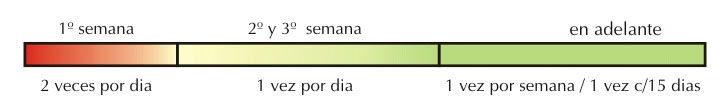 1º semana
2º y 3º semana
en adelante
2 veces por dia
1 vez por dia
1 vez por semana / 1 vez c/15 dias